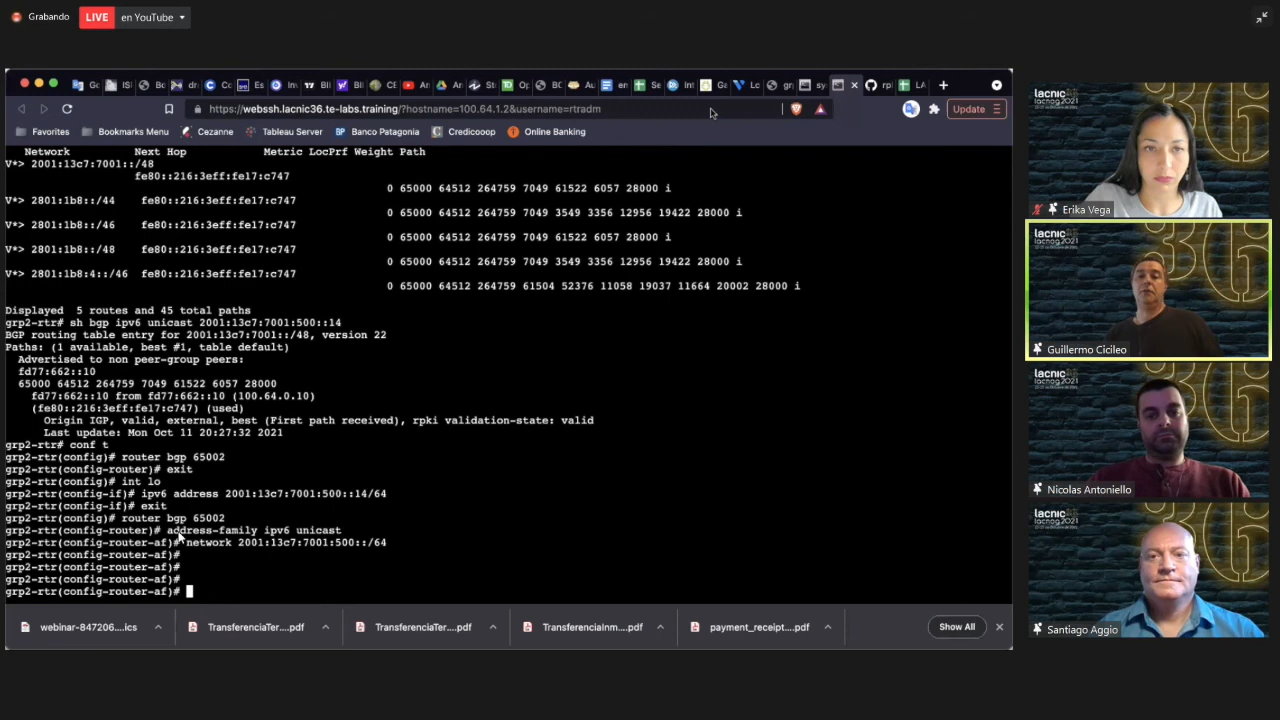 Grabando
LIVE en YouTube
Update
https://webssh.lacnic36.te-labs.training/?hostname=100.64.1.2&username=rtradm
Favorites Bookmarks Menu Cezanne Tableau Server Banco Patagonia Credicooop Online Banking
Network Next Hop Metric LocPrf Weight Path
V*> 2001:13c7:7001::/48
fe80::216:3eff:fe17:c747
0 65000 64512 264759 7049 61522 6057 28000 i
V*> 2801:1b8::/44 fe80::216:3eff:fe17:c747
0 65000 64512 264759 7049 3549 3356 12956 19422 28000 i
V*> 2801:1b8::/46 fe80::216:3eff:fe17:c747
0 65000 64512 264759 7049 61522 6057 28000 i
V*> 2801:1b8::/48 fe80::216:3eff:fe17:c747
0 65000 64512 264759 7049 3549 3356 12956 19422 28000 i
V*> 2801:1b8:4::/46 fe80::216:3eff:fe17:c747
0 65000 64512 264759 61504 52376 11058 19037 11664 20002 28000 i
Displayed 5 routes and 45 total paths
grp2-rtr# sh bgp ipv6 unicast 2001:13c7:7001:500::14
BGP routing table entry for 2001:13c7:7001::/48, version 22
Paths: (1 available, best #1, table default)
Advertised to non peer-group peers:
fd77:662::10
65000 64512 264759 7049 61522 6057 28000
fd77:662::10 from fd77:662::10 (100.64.0.10)
(fe80::216:3eff:fe17:c747) (used)
Origin IGP, valid, external, best (First path received), rpki validation-state: valid
Last update: Mon Oct 11 20:27:32 2021
grp2-rtr# conf t
grp2-rtr(config)# router bgp 65002
grp2-rtr(config-router)# exit
grp2-rtr(config)# int lo
grp2-rtr(config-if)# ipv6 address 2001:13c7:7001:500::14/64
grp2-rtr(config-if)# exit
grp2-rtr(config)# router bgp 65002
grp2-rtr(config-router)# address-family ipv6 unicast
grp2-rtr(config-router-af)# network 2001:13c7:7001:500::/64
grp2-rtr(config-router-af)#
grp2-rtr(config-router-af)#
grp2-rtr(config-router-af)#
grp2-rtr(config-router-af)#
webinar-847206....ics TransferenciaTer....pdf TransferenciaTer....pdf TransferenciaInm....pdf payment_receipt....pdf Show All
lacnic
lacnog2021
Erika Vega
lacnic
lacnog2021
Guillermo Cicileo
lacnic
lacnog2021
Nicolas Antoniello
lacnic
lacnog2021
Santiago Aggio